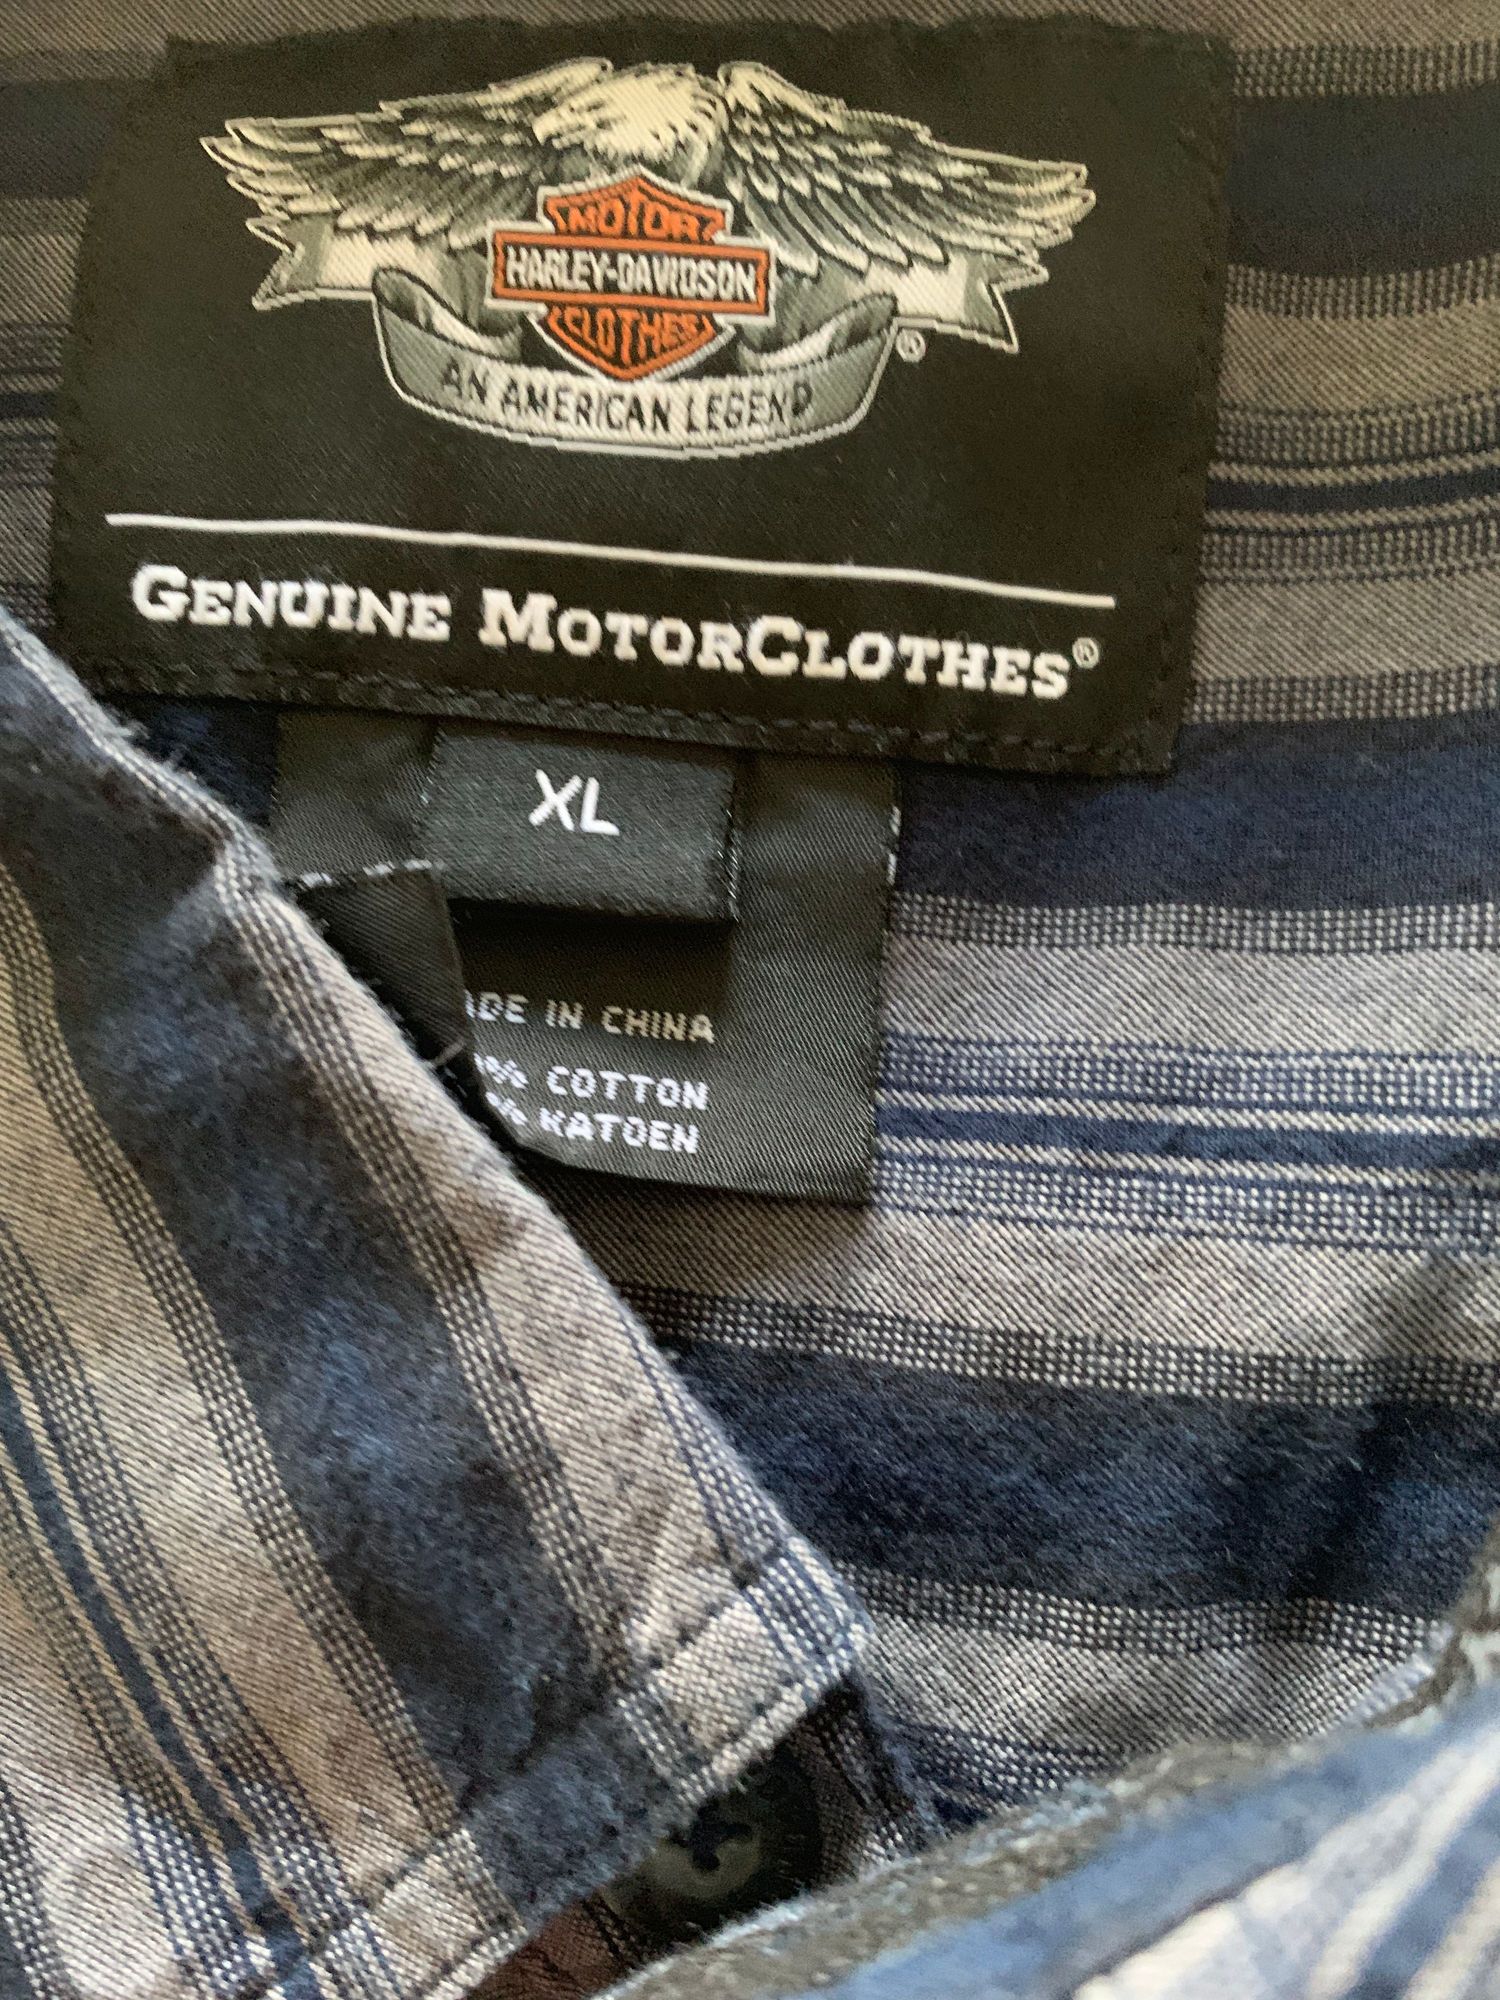 MOTOR
HARLEY-DAVIDSON
CLOTHES
AN AMERICAN LEGEND ®
GENUINE MOTORCLOTHES®
XL
ADE IN CHINA
% COTTON
% KATOEN